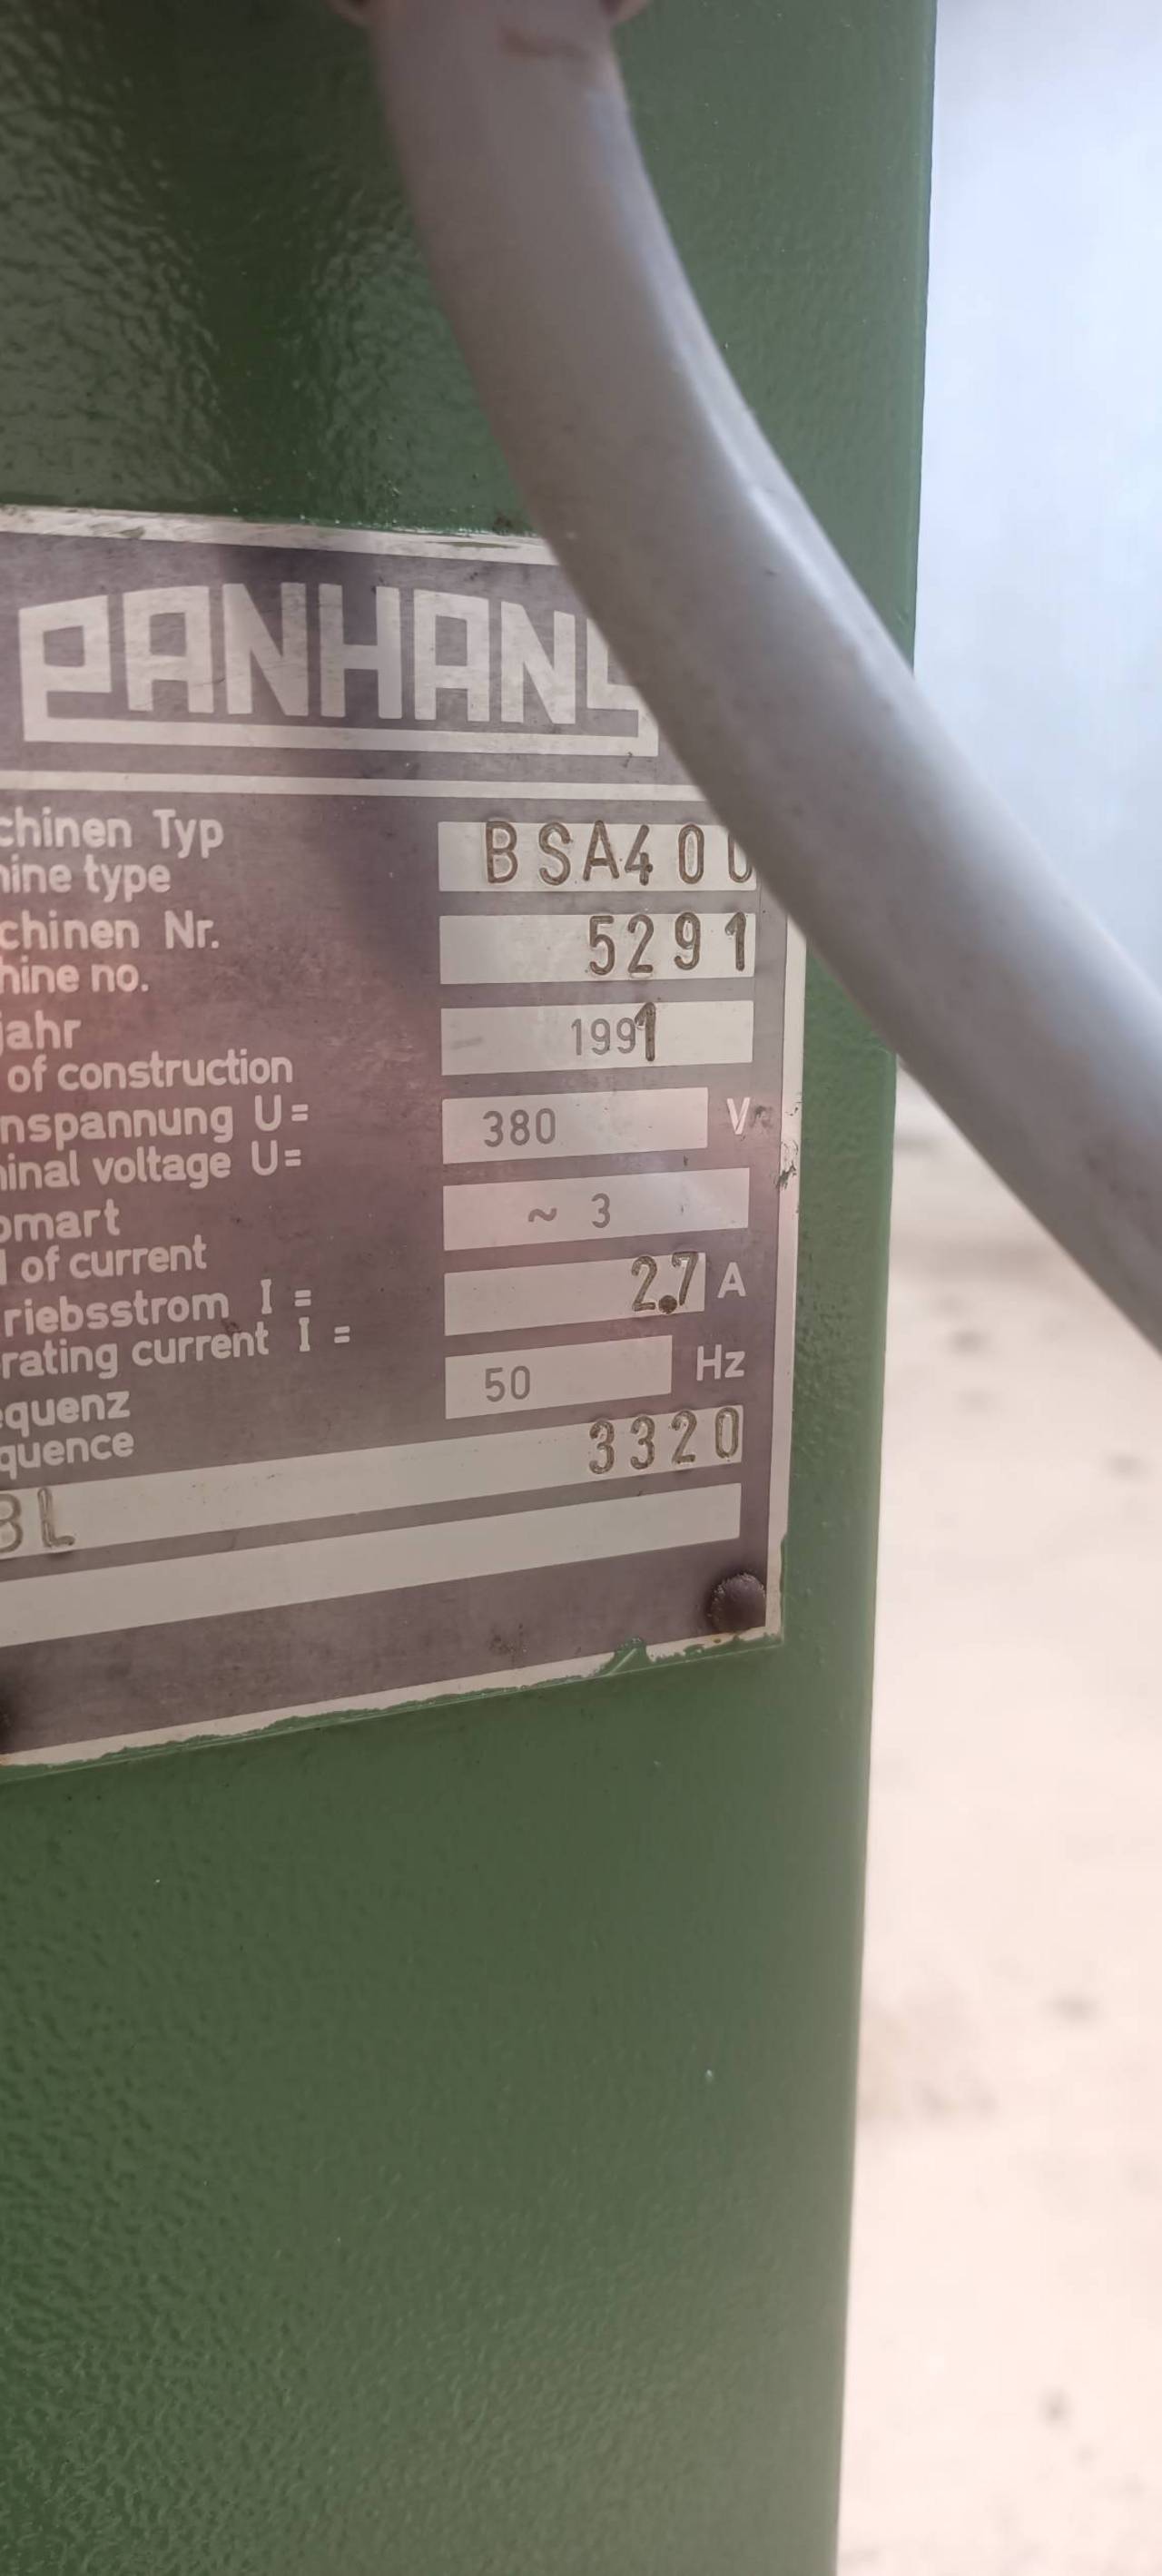 PANHANS
chinen Typ BSA400
hine type
chinen Nr. 5291
hine no.
jahr 1991
of construction
nspannung U= 380 V
inal voltage U=
omart ~ 3
of current
riebsstrom I = 2.7 A
rating current I =
equenz 50 Hz
quence
BL 3320